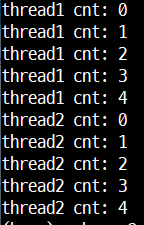 thread1 cnt: 0
thread1 cnt: 1
thread1 cnt: 2
thread1 cnt: 3
thread1 cnt: 4
thread2 cnt: 0
thread2 cnt: 1
thread2 cnt: 2
thread2 cnt: 3
thread2 cnt: 4